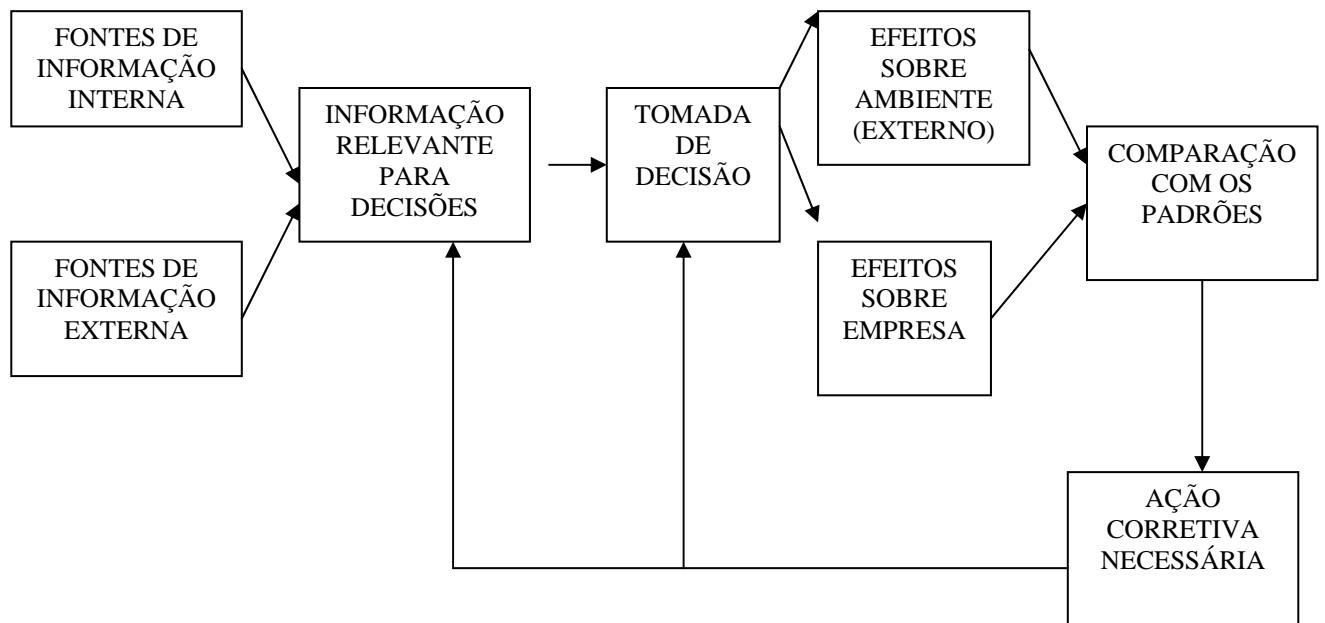 FONTES DE
INFORMAÇÃO
INTERNA
FONTES DE
INFORMAÇÃO
EXTERNA
INFORMAÇÃO
RELEVANTE
PARA
DECISÕES
TOMADA
DE
DECISÃO
EFEITOS
SOBRE
AMBIENTE
(EXTERNO)
EFEITOS
SOBRE
EMPRESA
COMPARAÇÃO
COM OS
PADRÕES
AÇÃO
CORRETIVA
NECESSÁRIA